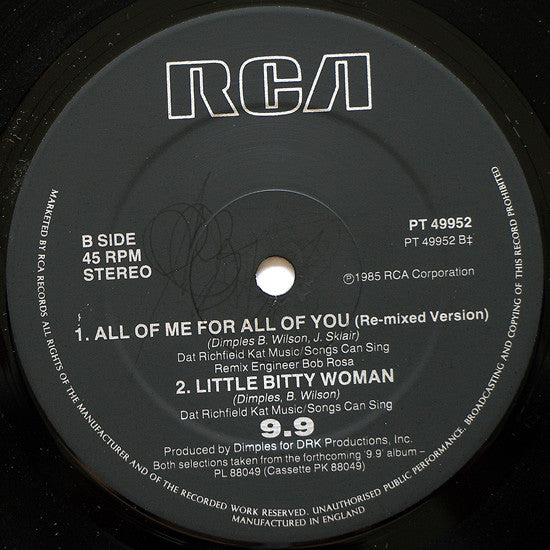 RCA
B SIDE
45 RPM
STEREO
PT 49952
PT 49952 B‡
Ⓟ1985 RCA Corporation
1. ALL OF ME FOR ALL OF YOU (Re-mixed Version)
(Dimples B. Wilson, J. Sklair)
Dat Richfield Kat Music/Songs Can Sing
Remix Engineer Bob Rosa
2. LITTLE BITTY WOMAN
(Dimples, B. Wilson)
Dat Richfield Kat Music/Songs Can Sing
9.9
Produced by Dimples for DRK Productions, Inc.
Both selections taken from the forthcoming '9.9' album –
PL 88049 (Cassette PK 88049)
MARKETED BY RCA RECORDS ALL RIGHTS OF THE MANUFACTURER AND OF THE RECORDED WORK RESERVED. UNAUTHORISED PUBLIC PERFORMANCE, BROADCASTING AND COPYING OF THIS RECORD PROHIBITED
MANUFACTURED IN ENGLAND